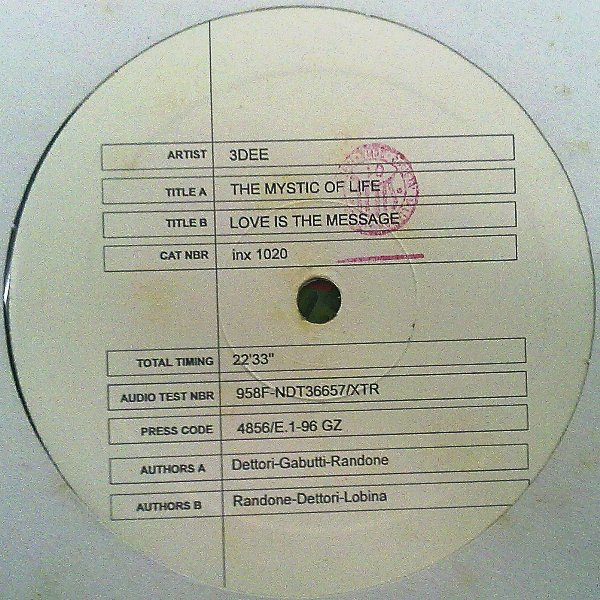 ARTIST 3DEE
TITLE A THE MYSTIC OF LIFE
TITLE B LOVE IS THE MESSAGE
CAT NBR inx 1020
TOTAL TIMING 22'33"
AUDIO TEST NBR 958F-NDT36657/XTR
PRESS CODE 4856/E.1-96 GZ
AUTHORS A Dettori-Gabutti-Randone
AUTHORS B Randone-Dettori-Lobina